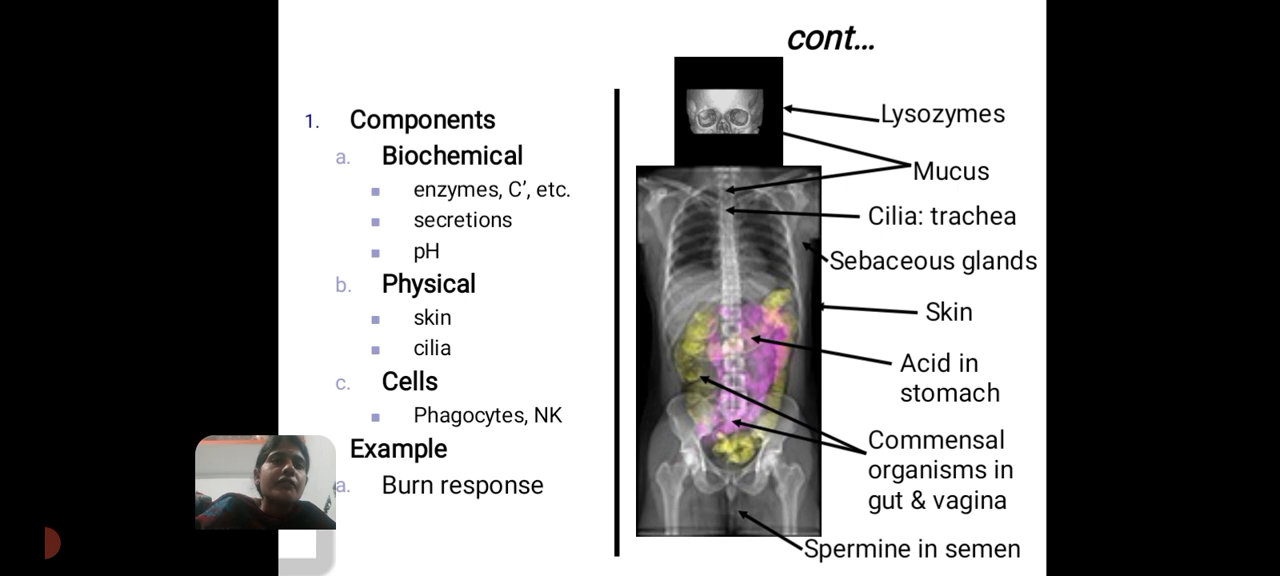 cont...
1. Components
a. Biochemical
▪ enzymes, C’, etc.
▪ secretions
▪ pH
b. Physical
▪ skin
▪ cilia
c. Cells
▪ Phagocytes, NK
Example
a. Burn response
Lysozymes
Mucus
Cilia: trachea
Sebaceous glands
Skin
Acid in
stomach
Commensal
organisms in
gut & vagina
Spermine in semen